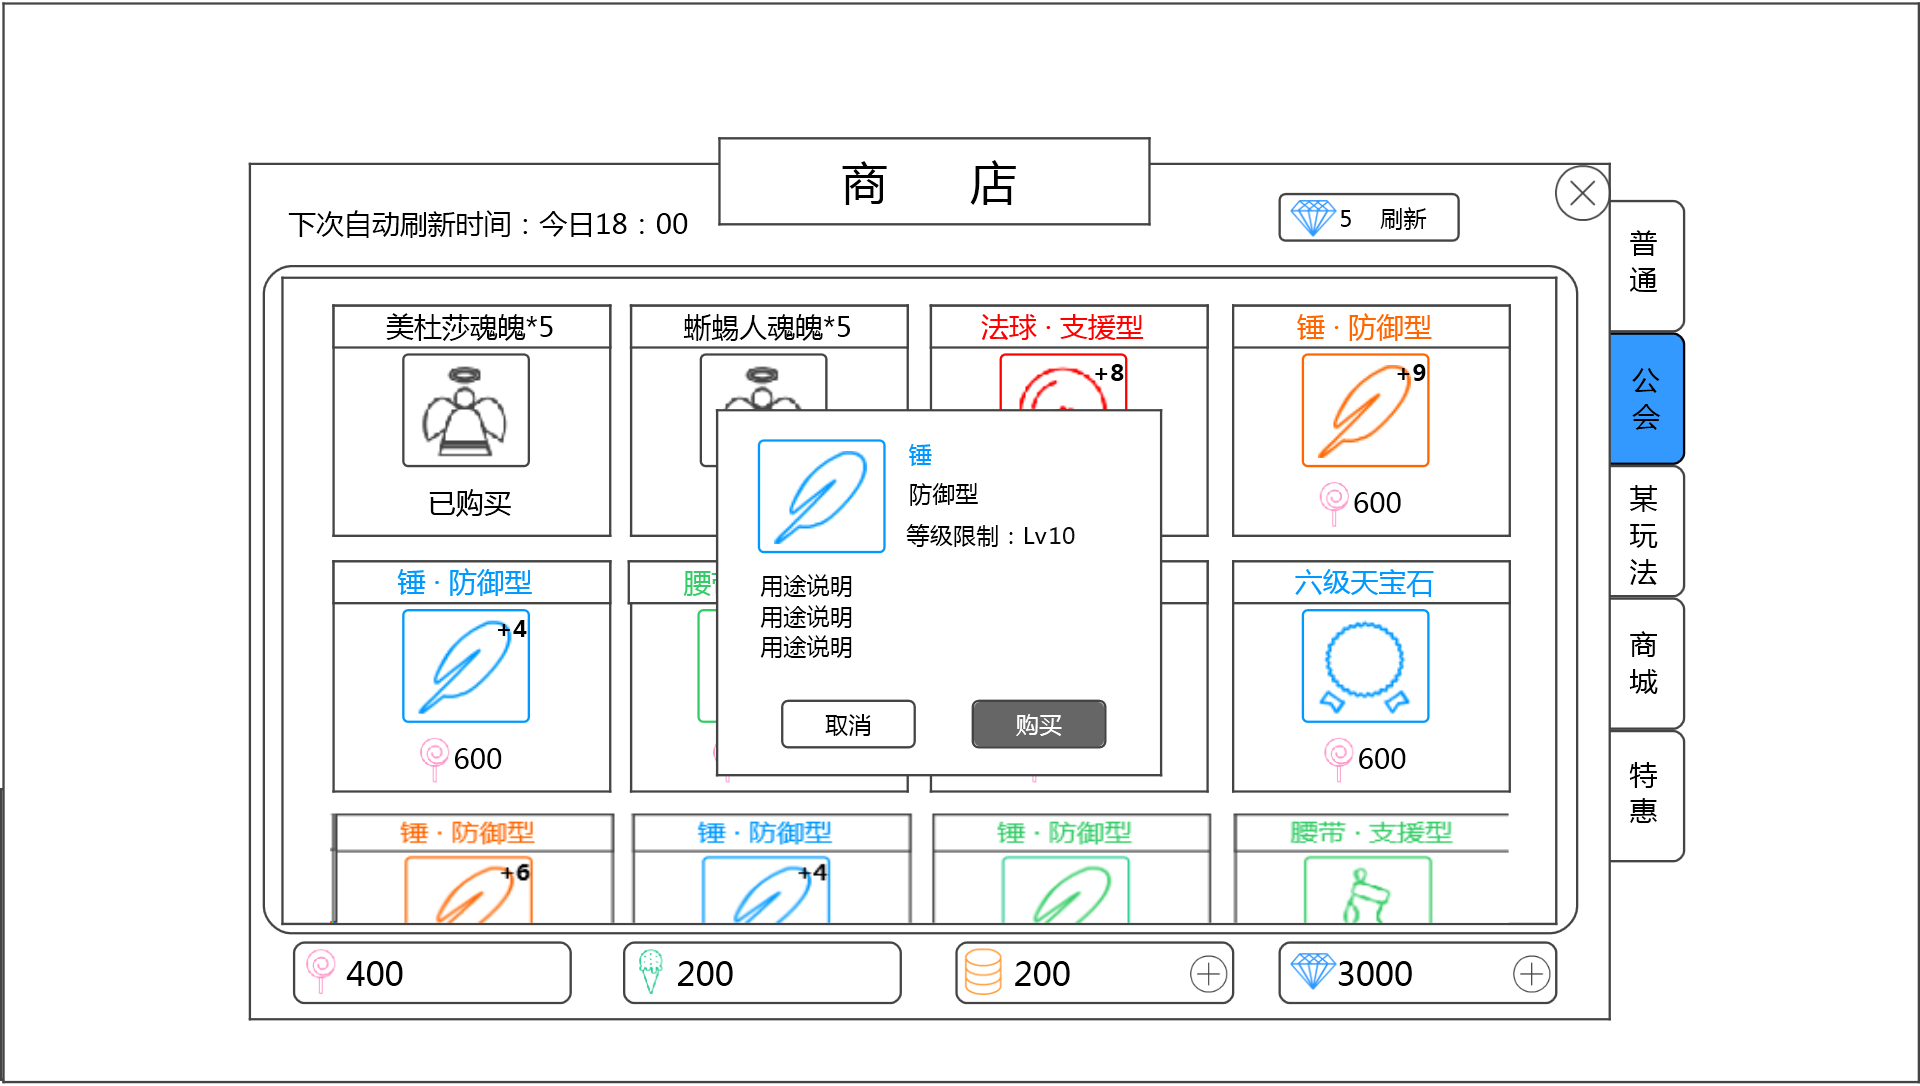 商 店
下次自动刷新时间：今日18：00
5 刷新
普通
公会
某玩法
商城
特惠
美杜莎魂魄*5
蜥蜴人魂魄*5
法球·支援型
锤·防御型
+8
+9
已购买
600
锤
防御型
等级限制：Lv10
用途说明
用途说明
用途说明
取消
购买
锤·防御型
腰
六级天宝石
+4
600
600
锤·防御型
锤·防御型
锤·防御型
腰带·支援型
+6
+4
400
200
200
3000